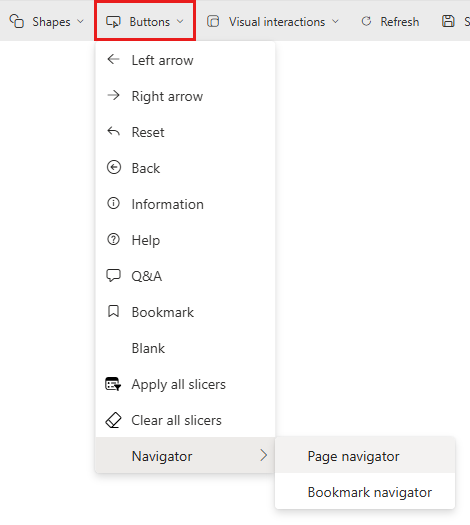 Shapes Buttons Visual interactions Refresh S
Left arrow
Right arrow
Reset
Back
Information
Help
Q&A
Bookmark
Blank
Apply all slicers
Clear all slicers
Navigator Page navigator
Bookmark navigator